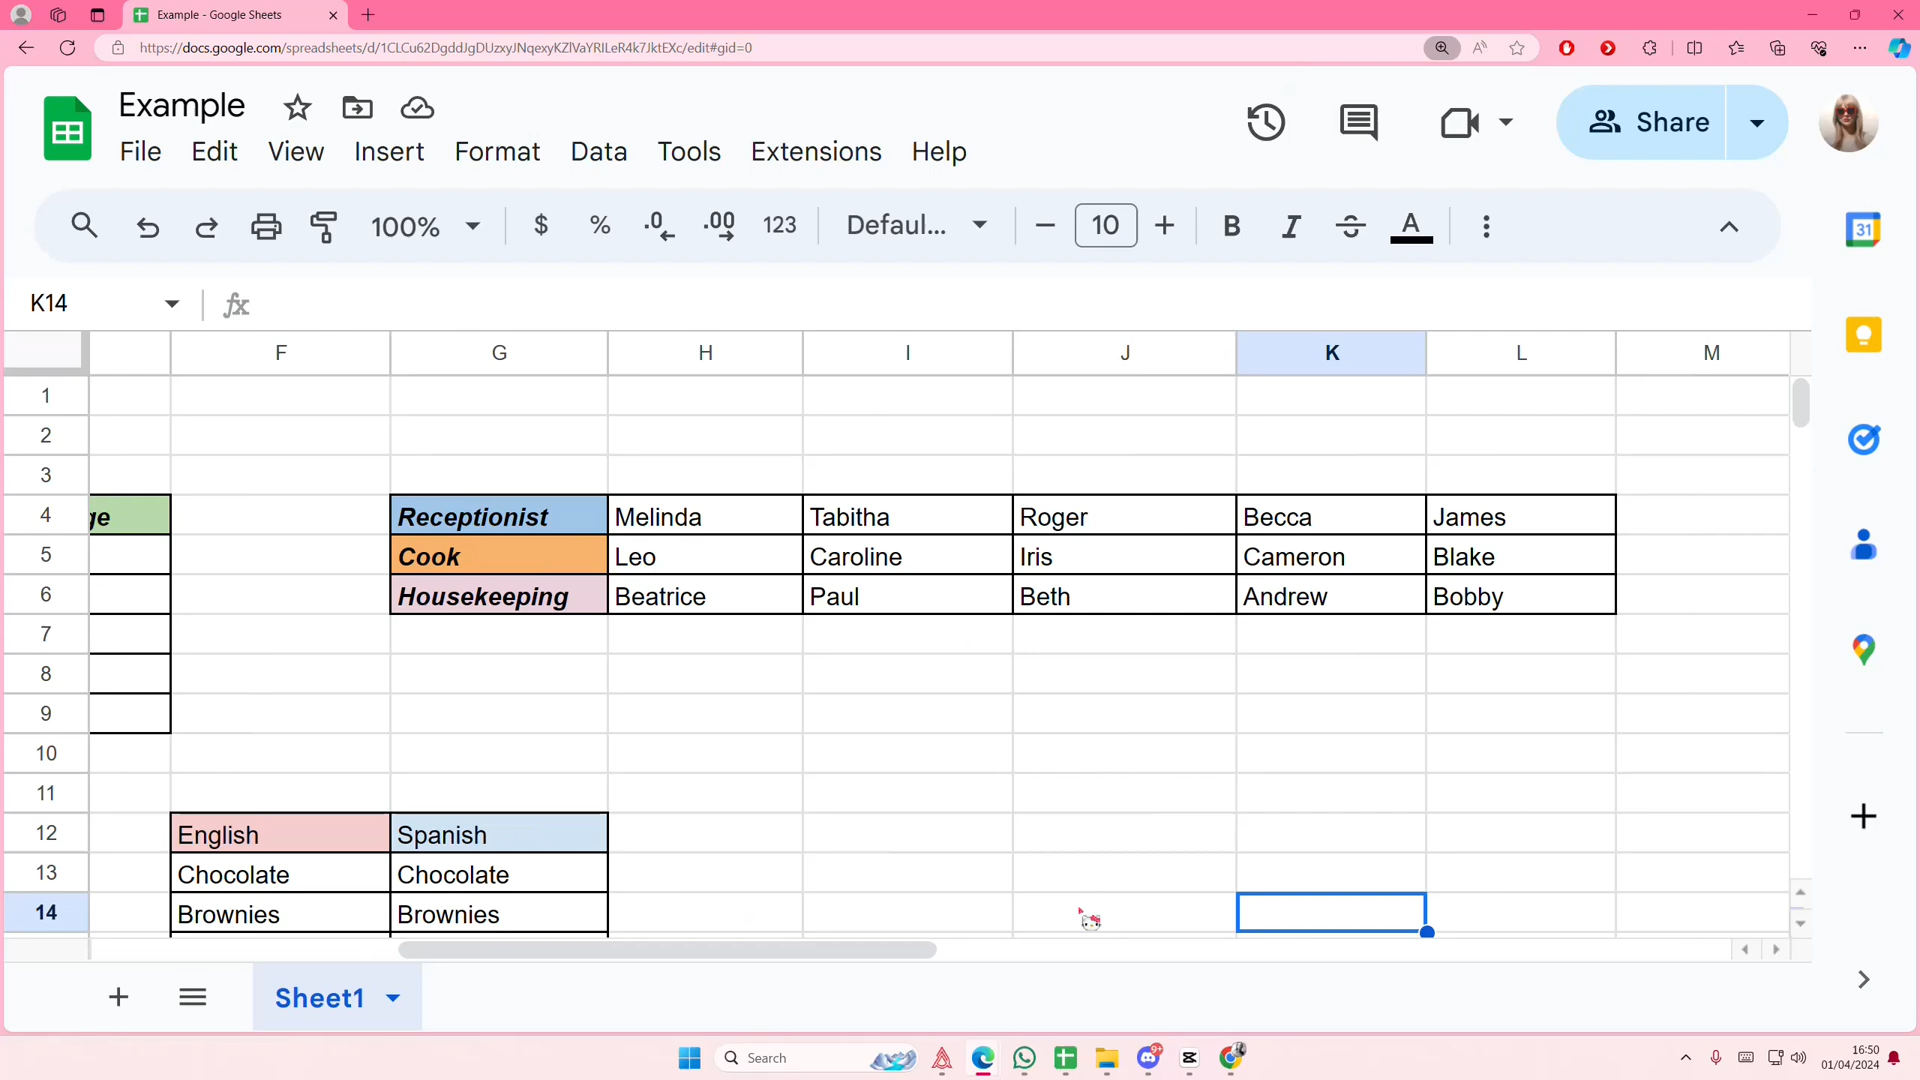 Example - Google Sheets
https://docs.google.com/spreadsheets/d/1CLCu62DgddJgDUzxyJNqexyKZlVaYRILeR4k7JktEXc/edit#gid=0
Example
File Edit View Insert Format Data Tools Extensions Help
Share
100% $ % .0 .00 123 Defaul... 10 B I S A
31
K14 fx
F G H I J K L M
1
2
3
4 ge Receptionist Melinda Tabitha Roger Becca James
5 Cook Leo Caroline Iris Cameron Blake
6 Housekeeping Beatrice Paul Beth Andrew Bobby
7
8
9
10
11
12 English Spanish
13 Chocolate Chocolate
14 Brownies Brownies
Sheet1
Search
9+
16:50
01/04/2024